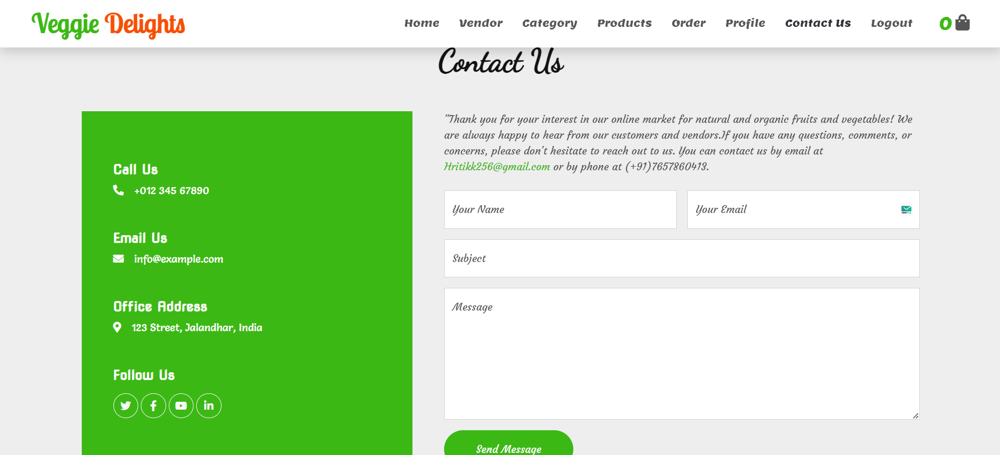 Veggie Delights
Home Vendor Category Products Order Profile Contact Us Logout 0
Contact Us
Call Us
+012 345 67890
Email Us
info@example.com
Office Address
123 Street, Jalandhar, India
Follow Us
"Thank you for your interest in our online market for natural and organic fruits and vegetables! We
are always happy to hear from our customers and vendors.If you have any questions, comments, or
concerns, please don't hesitate to reach out to us. You can contact us by email at
Hritikk256@gmail.com or by phone at (+91)7657860413.
Your Name
Your Email
Subject
Message
Send Message